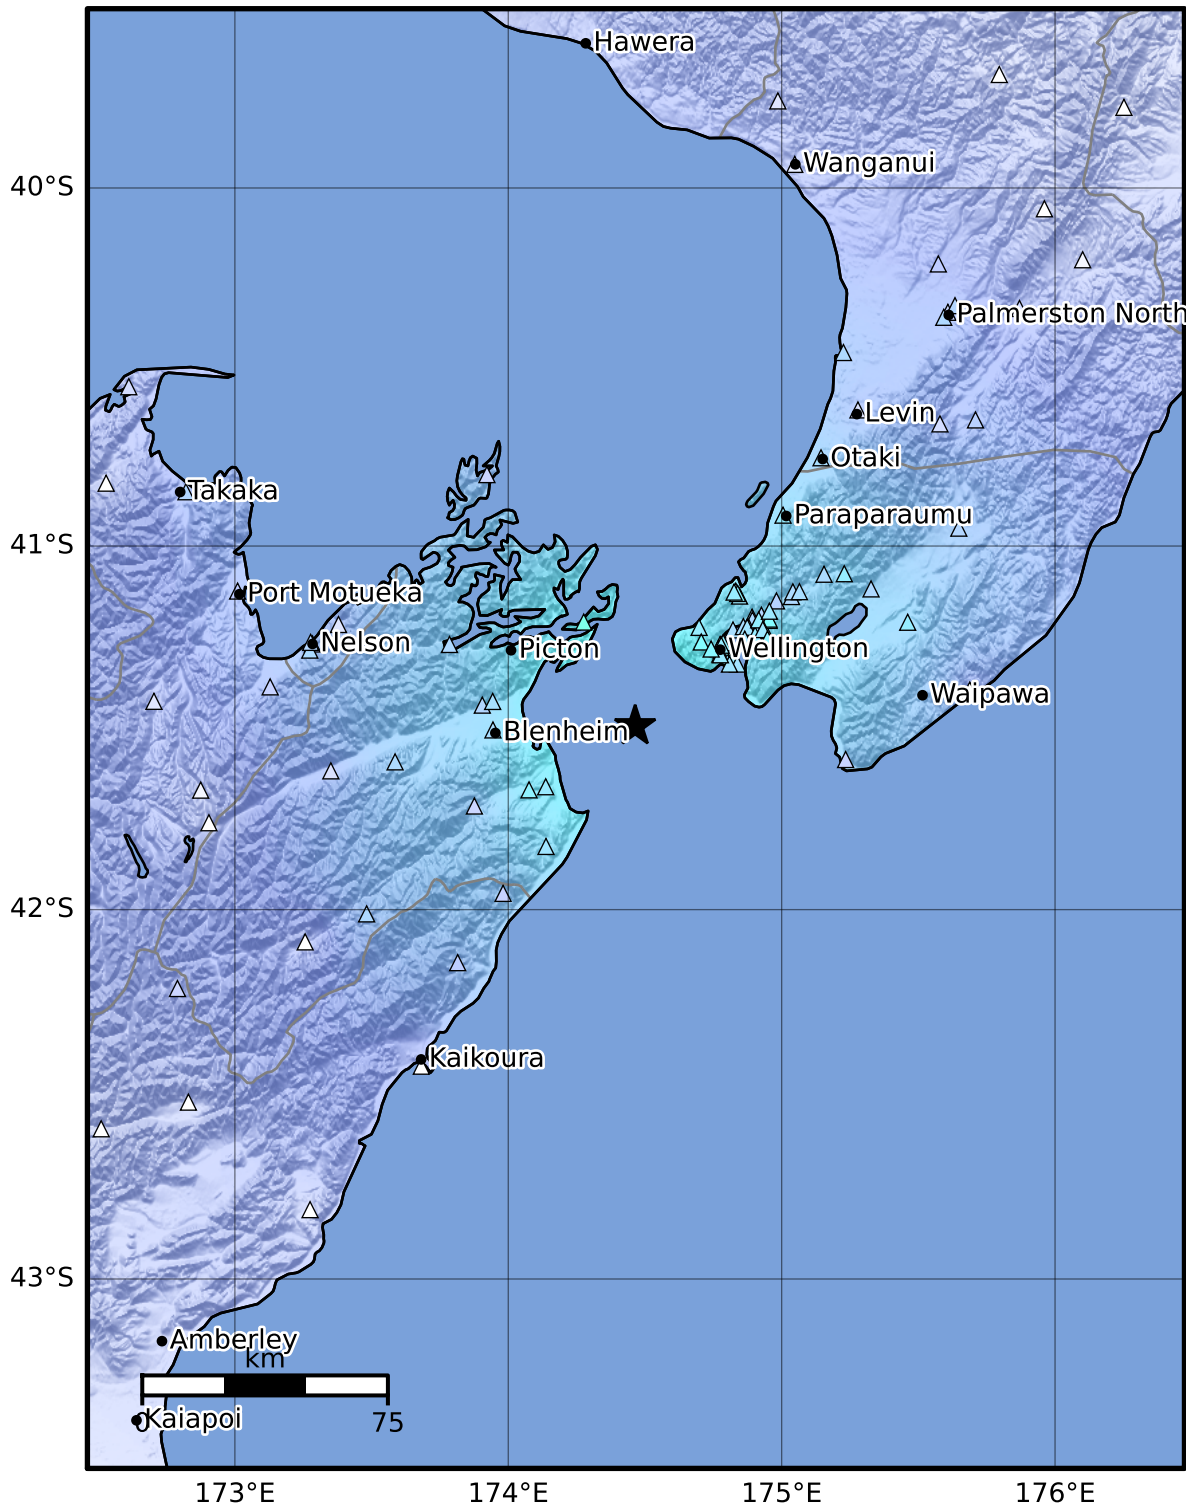 Hawera
Wanganui
40°S
Palmerston North
Levin
Otaki
Takaka
Paraparaumu
41°S
Port Motueka
Nelson
Picton
Wellington
Waipawa
Blenheim
42°S
Kaikoura
43°S
Amberley
km
0
75
Kaiapoi
173°E
174°E
175°E
176°E